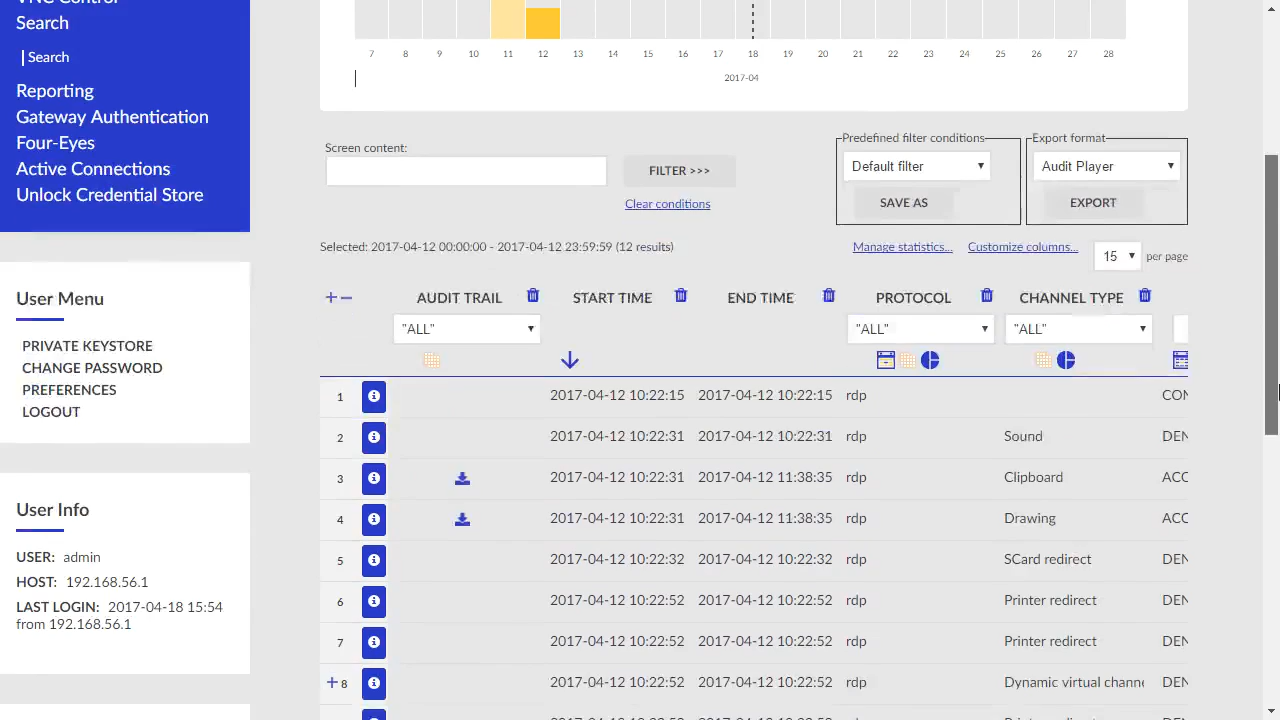 VNC Control
Search
Search
Reporting
Gateway Authentication
Four-Eyes
Active Connections
Unlock Credential Store
User Menu
PRIVATE KEYSTORE
CHANGE PASSWORD
PREFERENCES
LOGOUT
User Info
USER: admin
HOST: 192.168.56.1
LAST LOGIN: 2017-04-18 15:54
from 192.168.56.1
7 8 9 10 11 12 13 14 15 16 17 18 19 20 21 22 23 24 25 26 27 28
2017-04
Screen content:
FILTER >>>
Clear conditions
Predefined filter conditions
Default filter
SAVE AS
Export format
Audit Player
EXPORT
Selected: 2017-04-12 00:00:00 - 2017-04-12 23:59:59 (12 results)
Manage statistics... Customize columns... 15 per page
+− AUDIT TRAIL START TIME END TIME PROTOCOL CHANNEL TYPE
"ALL" "ALL" "ALL"
1 2017-04-12 10:22:15 2017-04-12 10:22:15 rdp CON
2 2017-04-12 10:22:31 2017-04-12 10:22:31 rdp Sound DEN
3 2017-04-12 10:22:31 2017-04-12 11:38:35 rdp Clipboard ACC
4 2017-04-12 10:22:31 2017-04-12 11:38:35 rdp Drawing ACC
5 2017-04-12 10:22:32 2017-04-12 10:22:32 rdp SCard redirect DEN
6 2017-04-12 10:22:52 2017-04-12 10:22:52 rdp Printer redirect DEN
7 2017-04-12 10:22:52 2017-04-12 10:22:52 rdp Printer redirect DEN
+ 8 2017-04-12 10:22:52 2017-04-12 10:22:52 rdp Dynamic virtual chann DEN